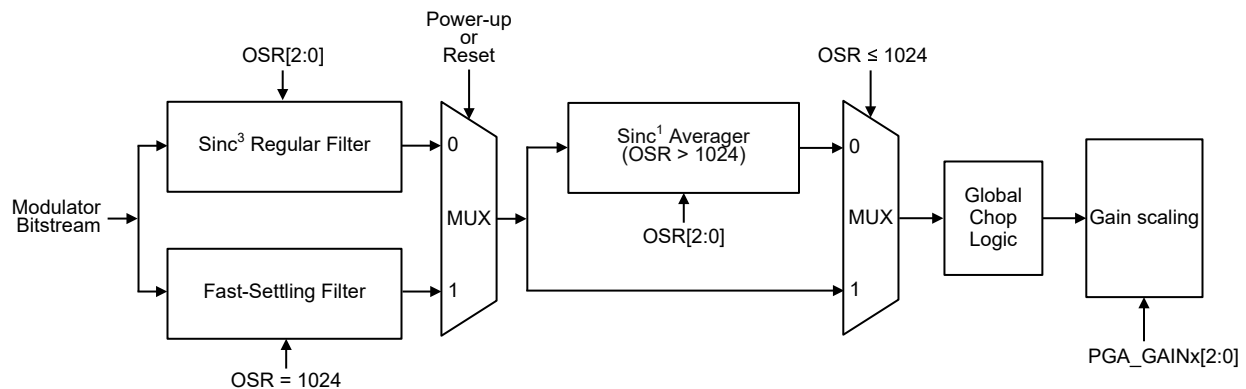 Power-up
or
Reset
OSR[2:0]
OSR ≤ 1024
Sinc³ Regular Filter
0
Sinc¹ Averager
(OSR > 1024)
0
Modulator
Bitstream
MUX
OSR[2:0]
MUX
Global
Chop
Logic
Gain scaling
Fast-Settling Filter
1
1
OSR = 1024
PGA_GAINx[2:0]